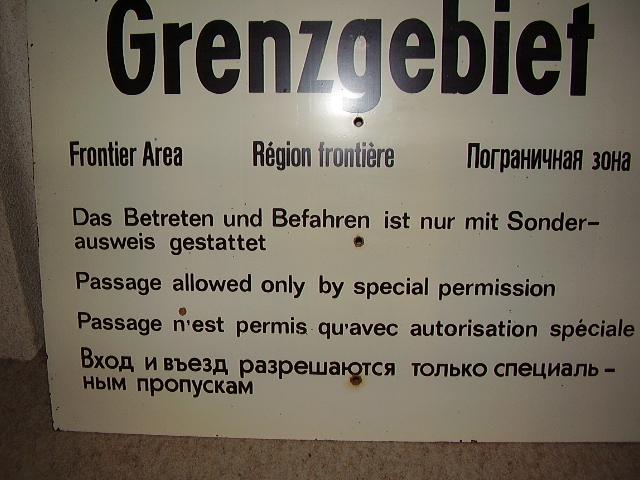 Grenzgebiet
Frontier Area Région frontière Пограничная зона
Das Betreten und Befahren ist nur mit Sonder-
ausweis gestattet
Passage allowed only by special permission
Passage n'est permis qu'avec autorisation spéciale
Вход и въезд разрешаются только специаль-
ным пропускам